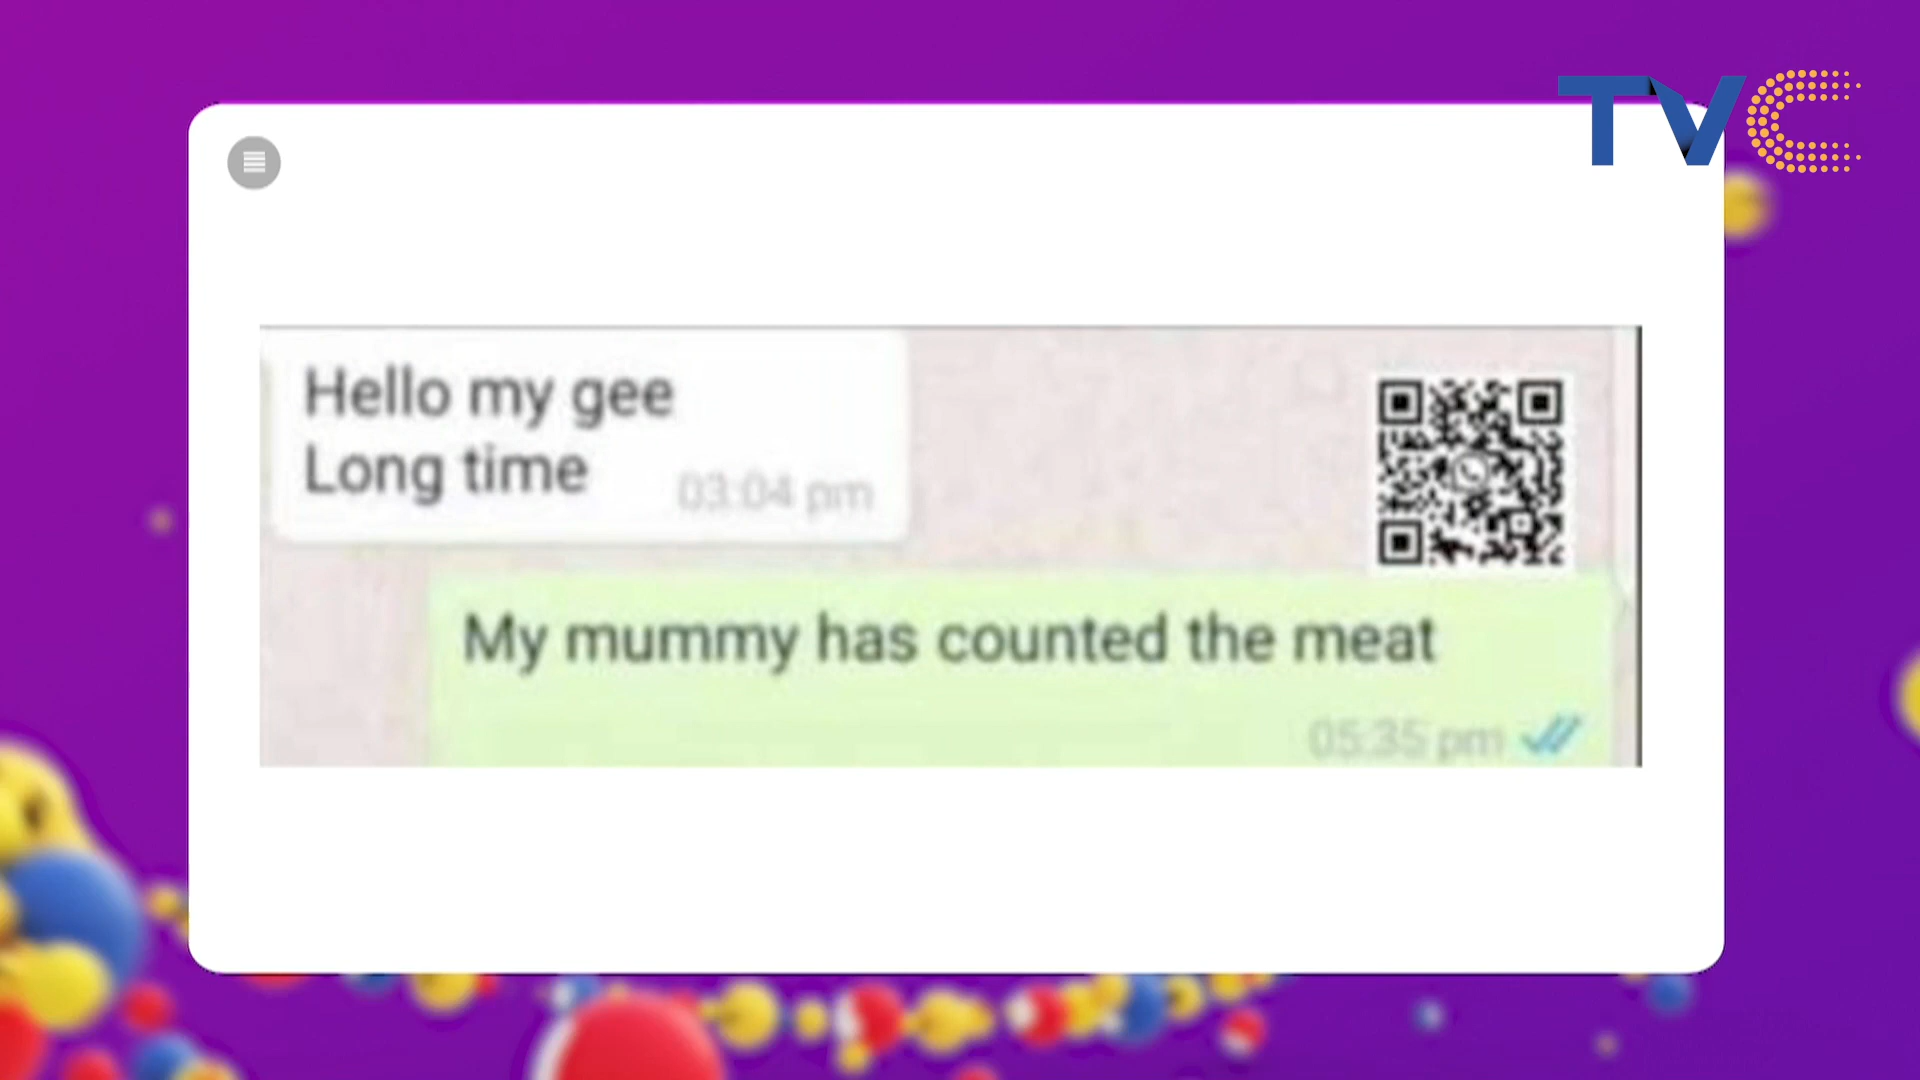 TVC
Hello my gee
Long time
03:04 pm
My mummy has counted the meat
05:35 pm